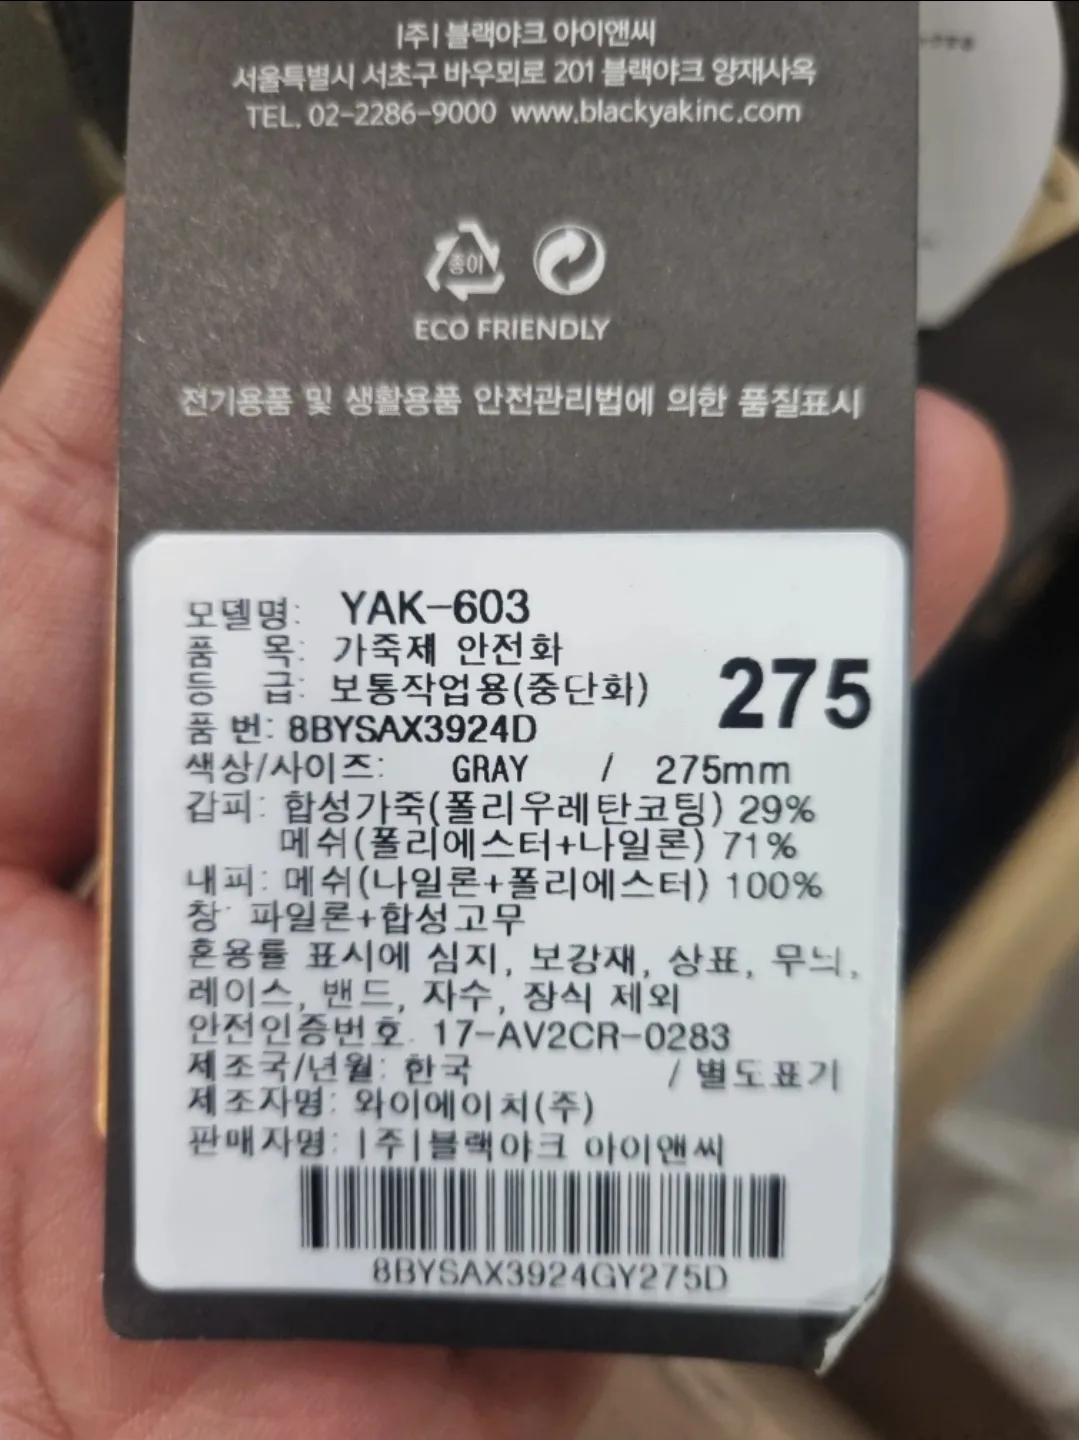 |주| 블랙야크 아이앤씨
서울특별시 서초구 바우뫼로 201 블랙야크 양재사옥
TEL. 02-2286-9000 www.blackyakinc.com
종이
ECO FRIENDLY
전기용품 및 생활용품 안전관리법에 의한 품질표시
모델명: YAK-603
품 목: 가죽제 안전화
등 급: 보통작업용(중단화)
275
품 번: 8BYSAX3924D
색상/사이즈: GRAY / 275mm
갑피: 합성가죽(폴리우레탄코팅) 29%
메쉬(폴리에스터+나일론) 71%
내피: 메쉬(나일론+폴리에스터) 100%
창: 파일론+합성고무
혼용률 표시에 심지, 보강재, 상표, 무늬,
레이스, 밴드, 자수, 장식 제외
안전인증번호. 17-AV2CR-0283
제조국/년월: 한국 / 별도표기
제조자명: 와이에이치(주)
판매자명: |주|블랙야크 아이앤씨
8BYSAX3924GY275D